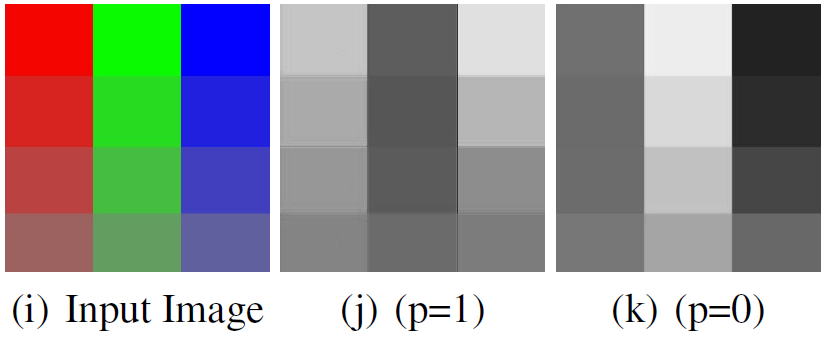 (i) Input Image (j) (p=1) (k) (p=0)